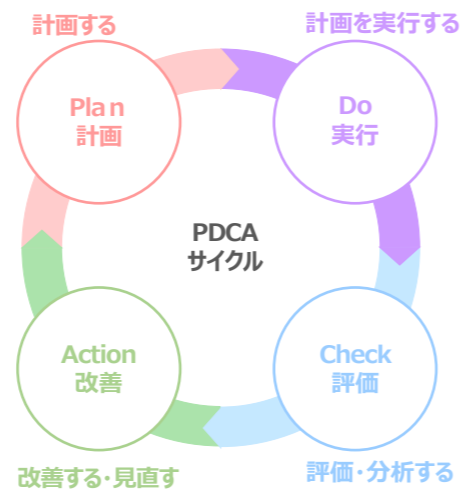 計画する
計画を実行する
Plan
計画
Do
実行
PDCA
サイクル
Action
改善
Check
評価
改善する・見直す
評価・分析する